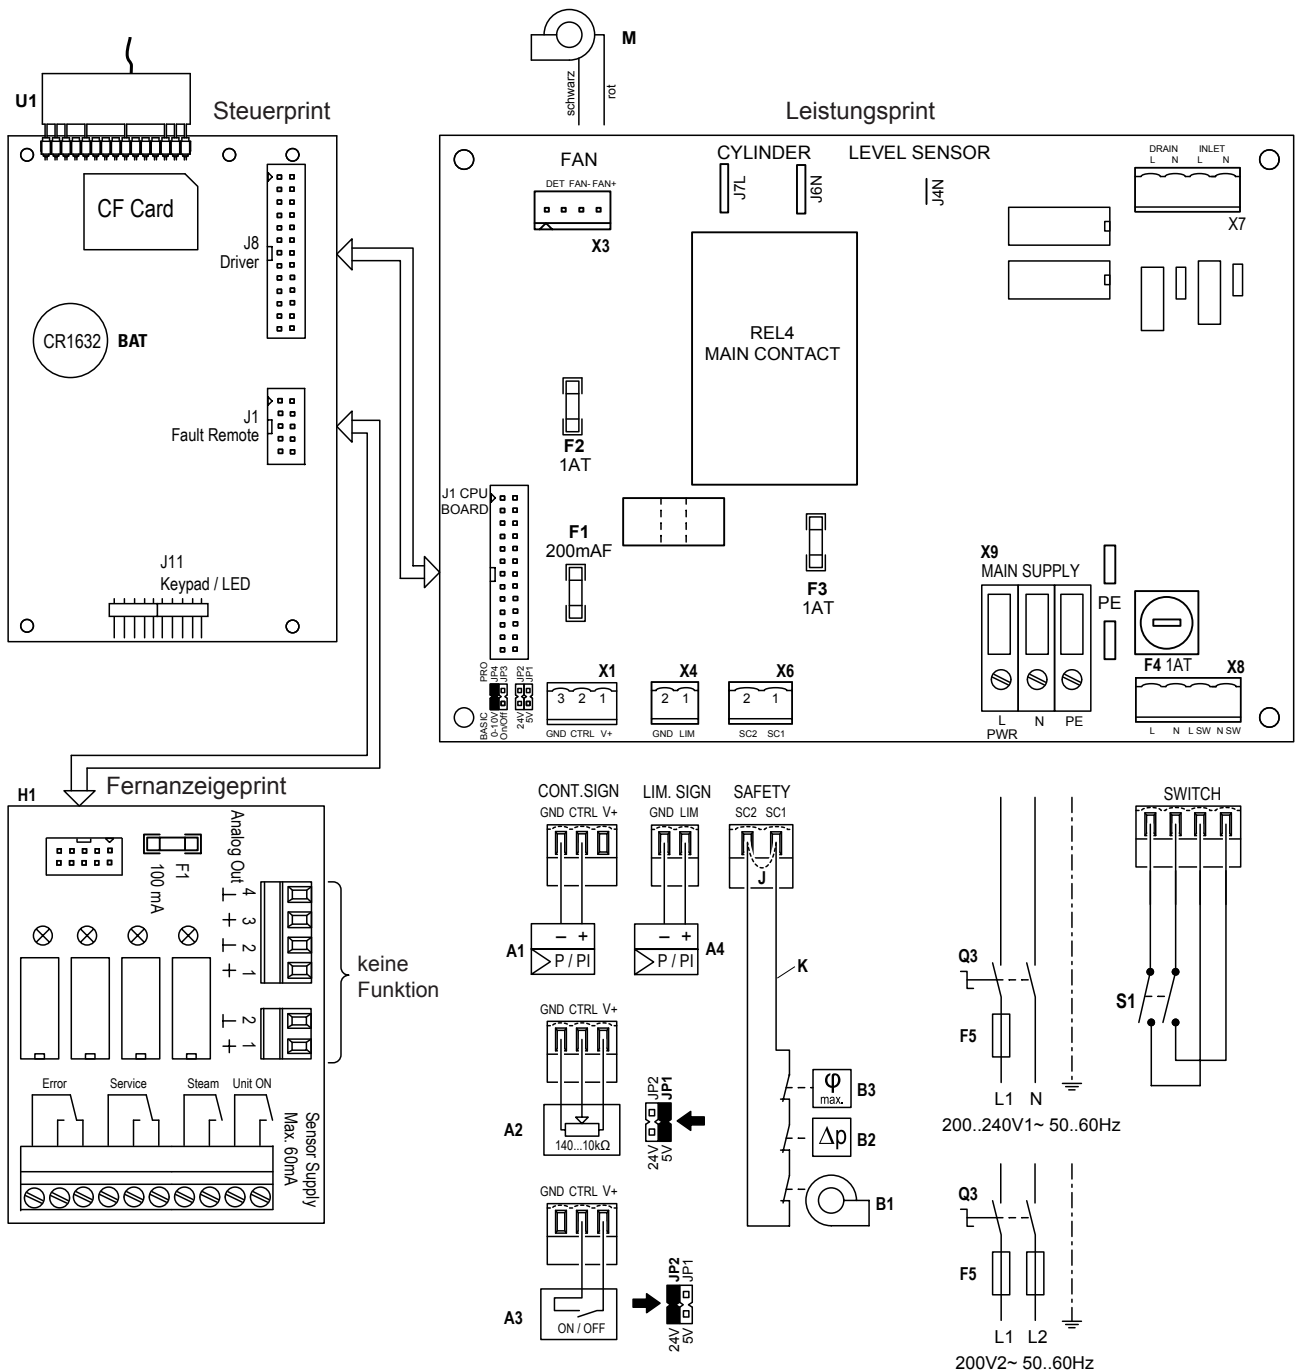 M
schwarz
rot
U1
Steuerprint
Leistungsprint
CF Card
J8
Driver
CR1632 BAT
J1
Fault Remote
J11
Keypad / LED
FAN
DET FAN- FAN+
X3
CYLINDER
J7L
J6N
LEVEL SENSOR
J4N
DRAIN INLET
L N L N
X7
REL4
MAIN CONTACT
F2
1AT
J1 CPU
BOARD
F1
200mAF
F3
1AT
X9
MAIN SUPPLY
PE
F4 1AT
X8
L N PE
PWR
L N L SW N SW
PRO
JP4
JP3
JP2
JP1
BASIC
0-10V
On/Off
24V
5V
X1
3 2 1
GND CTRL V+
X4
2 1
GND LIM
X6
2 1
SC2 SC1
H1
Fernanzeigeprint
F1
100 mA
Analog Out
4
3
2
1
2
1
keine
Funktion
Error Service Steam Unit ON
Sensor Supply
Max. 60mA
CONT.SIGN
GND CTRL V+
A1
– +
P / PI
LIM. SIGN
GND LIM
A4
– +
P / PI
SAFETY
SC2 SC1
J
K
B3
φ
max.
B2
Δp
B1
GND CTRL V+
A2
140...10kΩ
JP2
JP1
24V
5V
GND CTRL V+
A3
ON / OFF
JP2
JP1
24V
5V
Q3
F5
L1 N
200..240V1~ 50..60Hz
Q3
F5
L1 L2
200V2~ 50..60Hz
SWITCH
S1